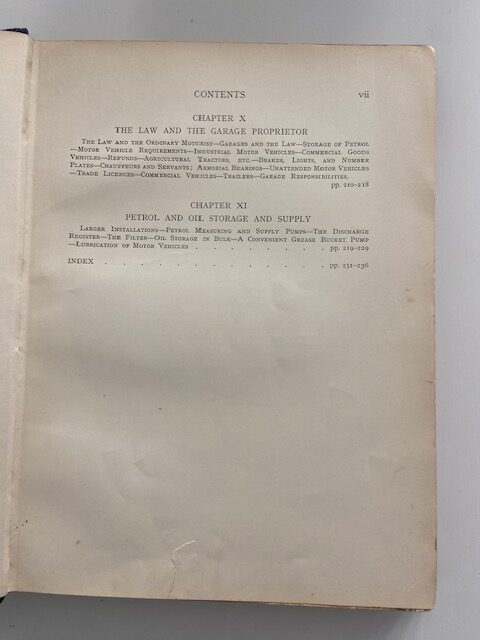 CONTENTS vii
CHAPTER X
THE LAW AND THE GARAGE PROPRIETOR
The Law and the Ordinary Motorist—Garages and the Law—Storage of Petrol
—Motor Vehicle Requirements—Industrial Motor Vehicles—Commercial Goods
Vehicles—Refunds—Agricultural Tractors, etc.—Brakes, Lights, and Number
Plates—Chauffeurs and Servants; Armorial Bearings—Unattended Motor Vehicles
—Trade Licences—Commercial Vehicles—Trailers—Garage Responsibilities.
pp. 210–218
CHAPTER XI
PETROL AND OIL STORAGE AND SUPPLY
Larger Installations—Petrol Measuring and Supply Pumps—The Discharge
Register—The Filter—Oil Storage in Bulk—A Convenient Grease Bucket Pump
—Lubrication of Motor Vehicles . . . . . . . . pp. 219–229
INDEX . . . . . . . . . . . . pp. 231–236